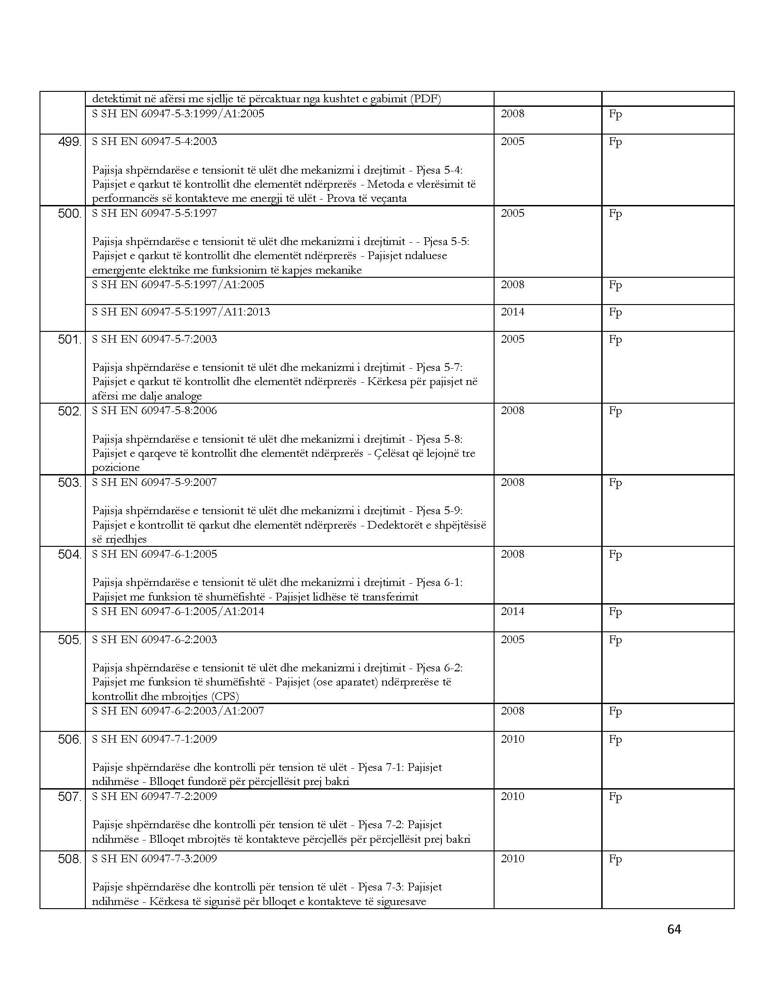 detektimit në afërsi me sjellje të përcaktuar nga kushtet e gabimit (PDF)
S SH EN 60947-5-3:1999/A1:2005 2008 Fp
499. S SH EN 60947-5-4:2003 2005 Fp
Pajisja shpërndarëse e tensionit të ulët dhe mekanizmi i drejtimit - Pjesa 5-4:
Pajisjet e qarkut të kontrollit dhe elementët ndërprerës - Metoda e vlerësimit të
performancës së kontakteve me energji të ulët - Prova të veçanta
500. S SH EN 60947-5-5:1997 2005 Fp
Pajisja shpërndarëse e tensionit të ulët dhe mekanizmi i drejtimit - - Pjesa 5-5:
Pajisjet e qarkut të kontrollit dhe elementët ndërprerës - Pajisjet ndaluese
emergjente elektrike me funksionim të kapjes mekanike
S SH EN 60947-5-5:1997/A1:2005 2008 Fp
S SH EN 60947-5-5:1997/A11:2013 2014 Fp
501. S SH EN 60947-5-7:2003 2005 Fp
Pajisja shpërndarëse e tensionit të ulët dhe mekanizmi i drejtimit - Pjesa 5-7:
Pajisjet e qarkut të kontrollit dhe elementët ndërprerës - Kërkesa për pajisjet në
afërsi me dalje analoge
502. S SH EN 60947-5-8:2006 2008 Fp
Pajisja shpërndarëse e tensionit të ulët dhe mekanizmi i drejtimit - Pjesa 5-8:
Pajisjet e qarqeve të kontrollit dhe elementët ndërprerës - Çelësat që lejojnë tre
pozicione
503. S SH EN 60947-5-9:2007 2008 Fp
Pajisja shpërndarëse e tensionit të ulët dhe mekanizmi i drejtimit - Pjesa 5-9:
Pajisjet e kontrollit të qarkut dhe elementët ndërprerës - Dedektorët e shpëjtësisë
së rrjedhjes
504. S SH EN 60947-6-1:2005 2008 Fp
Pajisja shpërndarëse e tensionit të ulët dhe mekanizmi i drejtimit - Pjesa 6-1:
Pajisjet me funksion të shumëfishtë - Pajisjet lidhëse të transferimit
S SH EN 60947-6-1:2005/A1:2014 2014 Fp
505. S SH EN 60947-6-2:2003 2005 Fp
Pajisja shpërndarëse e tensionit të ulët dhe mekanizmi i drejtimit - Pjesa 6-2:
Pajisjet me funksion të shumëfishtë - Pajisjet (ose aparatet) ndërprerëse të
kontrollit dhe mbrojtjes (CPS)
S SH EN 60947-6-2:2003/A1:2007 2008 Fp
506. S SH EN 60947-7-1:2009 2010 Fp
Pajisje shpërndarëse dhe kontrolli për tension të ulët - Pjesa 7-1: Pajisjet
ndihmëse - Blloqet fundorë për përcjellësit prej bakri
507. S SH EN 60947-7-2:2009 2010 Fp
Pajisje shpërndarëse dhe kontrolli për tension të ulët - Pjesa 7-2: Pajisjet
ndihmëse - Blloqet mbrojtës të kontakteve përcjellës për përcjellësit prej bakri
508. S SH EN 60947-7-3:2009 2010 Fp
Pajisje shpërndarëse dhe kontrolli për tension të ulët - Pjesa 7-3: Pajisjet
ndihmëse - Kërkesa të sigurisë për blloqet e kontakteve të siguresave
64